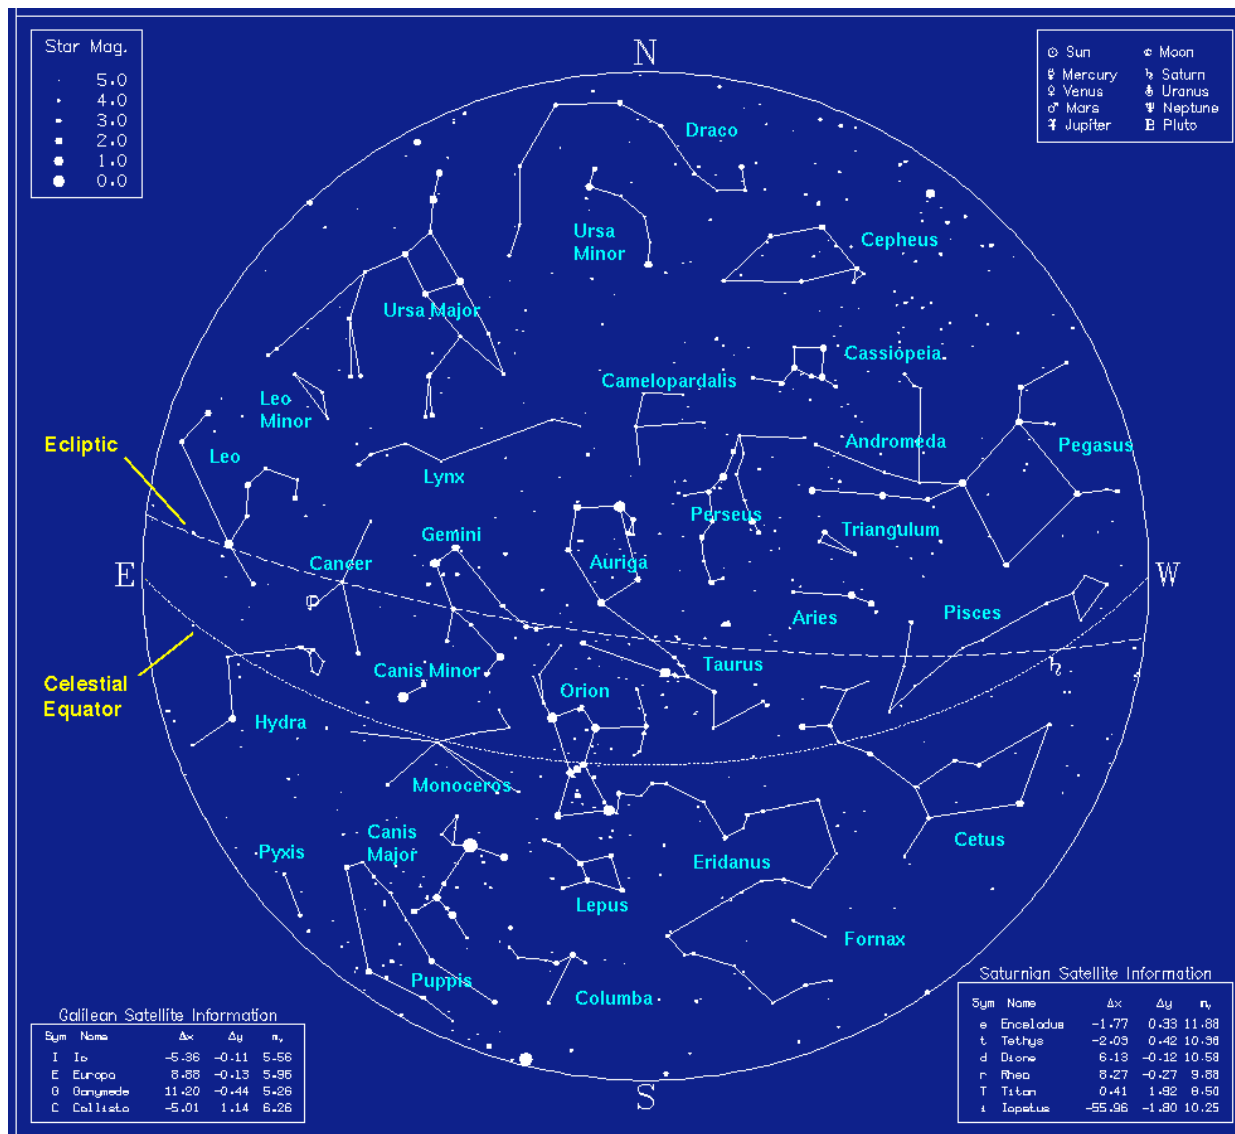 Star Mag.
5.0
4.0
3.0
2.0
1.0
0.0
N
Sun
Moon
Mercury
Saturn
Venus
Uranus
Mars
Neptune
Jupiter
Pluto
Draco
Ursa
Minor
Cepheus
Ursa Major
Cassiopeia
Camelopardalis
Leo
Minor
Ecliptic
Leo
Lynx
Andromeda
Pegasus
Perseus
Triangulum
Gemini
Cancer
Auriga
E
W
Aries
Pisces
Canis Minor
Taurus
Celestial
Equator
Orion
Hydra
Monoceros
Canis
Major
Pyxis
Eridanus
Cetus
Lepus
Fornax
Puppis
Columba
S
Galilean Satellite Information
Sym Name Δx Δy m,
I Io -5.36 -0.11 5.56
E Europa 8.88 -0.13 5.96
G Ganymede 11.20 -0.44 5.26
C Callisto -5.01 1.14 6.26
Saturnian Satellite Information
Sym Name Δx Δy m,
e Enceladus -1.77 0.33 11.88
t Tethys -2.09 0.42 10.36
d Dione 6.13 -0.12 10.58
r Rhea 8.27 -0.27 9.88
T Titan 0.41 1.92 8.50
i Iapetus -55.96 -1.80 10.25